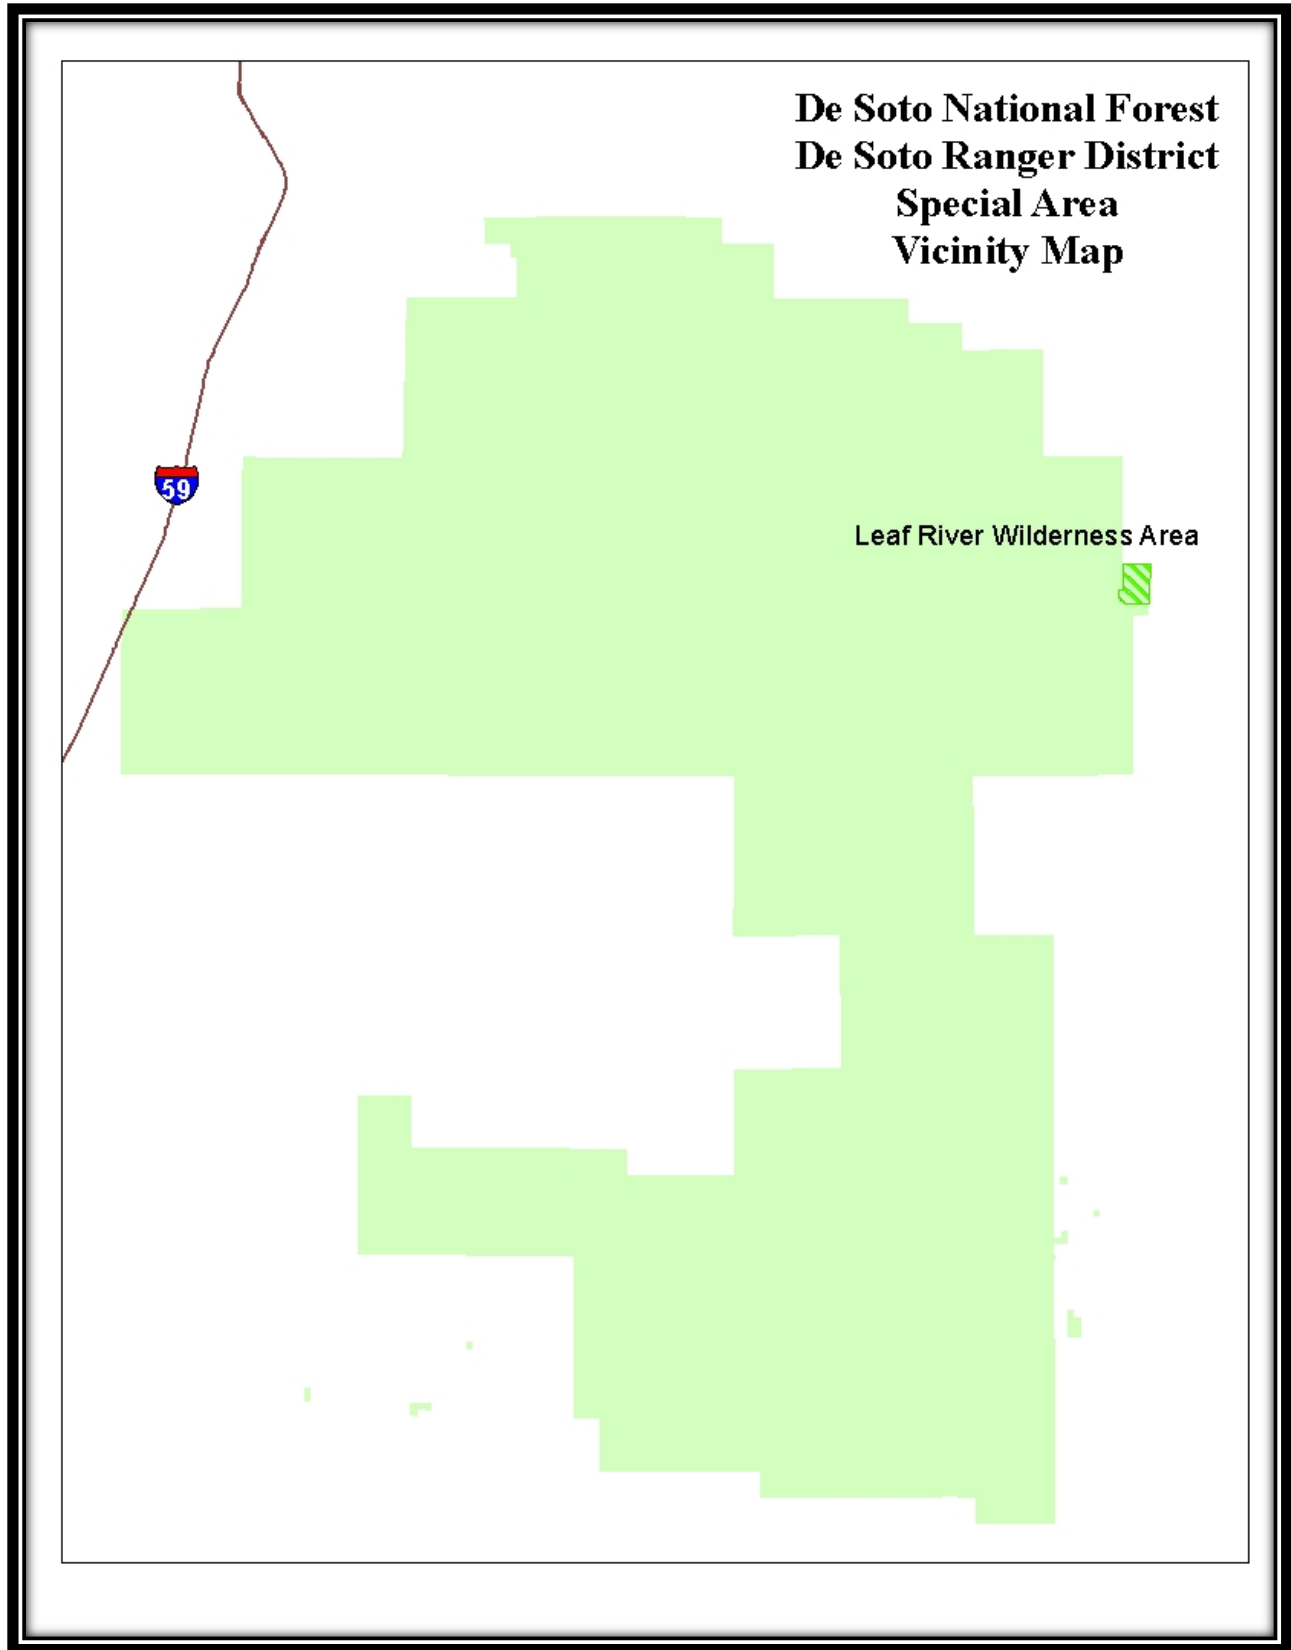 De Soto National Forest
De Soto Ranger District
Special Area
Vicinity Map
59
Leaf River Wilderness Area